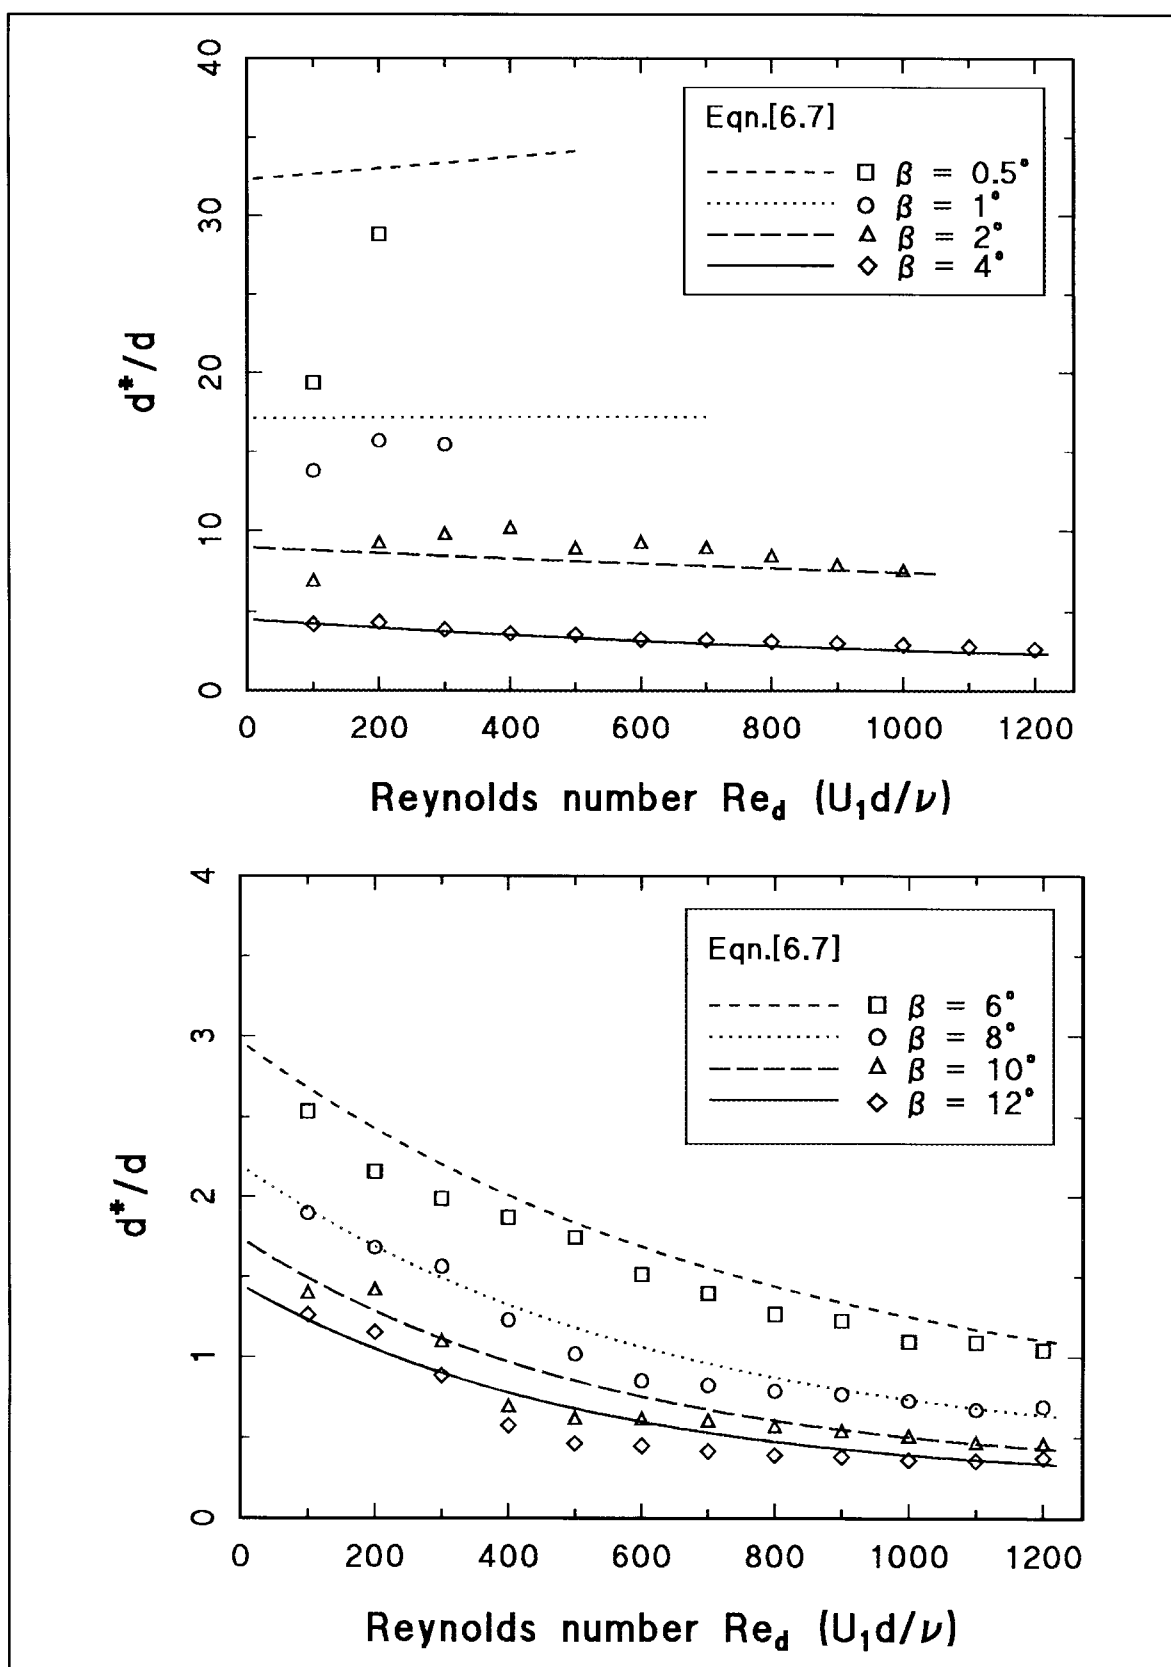 40
30
20
10
0
d*/d
Eqn.[6.7]
β = 0.5°
β = 1°
β = 2°
β = 4°
0 200 400 600 800 1000 1200
Reynolds number Re_d (U₁d/ν)
4
3
2
1
0
d*/d
Eqn.[6.7]
β = 6°
β = 8°
β = 10°
β = 12°
0 200 400 600 800 1000 1200
Reynolds number Re_d (U₁d/ν)